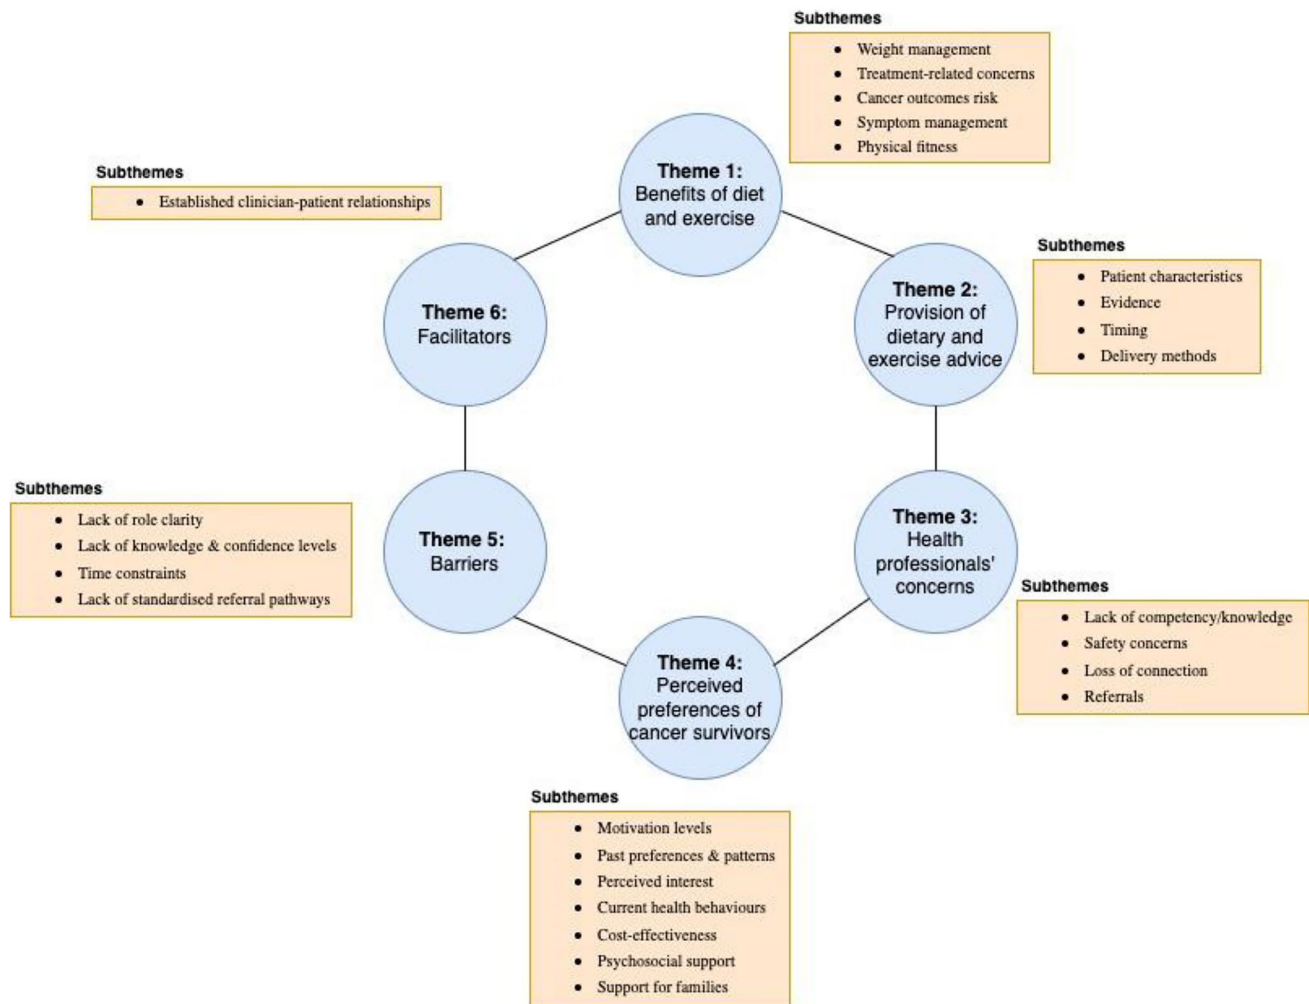 Subthemes
• Weight management
• Treatment-related concerns
• Cancer outcomes risk
• Symptom management
• Physical fitness
Theme 1:
Benefits of diet
and exercise
Subthemes
• Established clinician-patient relationships
Subthemes
• Patient characteristics
• Evidence
• Timing
• Delivery methods
Theme 2:
Provision of
dietary and
exercise advice
Theme 6:
Facilitators
Subthemes
• Lack of role clarity
• Lack of knowledge & confidence levels
• Time constraints
• Lack of standardised referral pathways
Theme 5:
Barriers
Theme 3:
Health
professionals'
concerns
Subthemes
• Lack of competency/knowledge
• Safety concerns
• Loss of connection
• Referrals
Theme 4:
Perceived
preferences of
cancer survivors
Subthemes
• Motivation levels
• Past preferences & patterns
• Perceived interest
• Current health behaviours
• Cost-effectiveness
• Psychosocial support
• Support for families